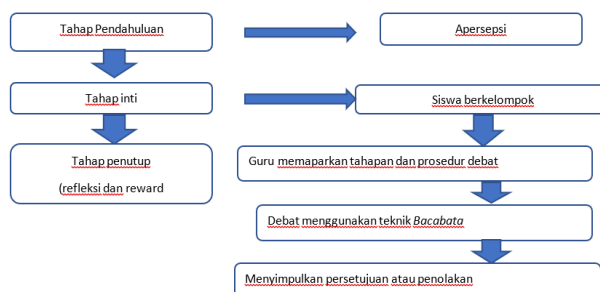 Tahap Pendahuluan
Apersepsi
Tahap inti
Siswa berkelompok
Tahap penutup
(refleksi dan reward
Guru memaparkan tahapan dan prosedur debat
Debat menggunakan teknik Bacabata
Menyimpulkan persetujuan atau penolakan